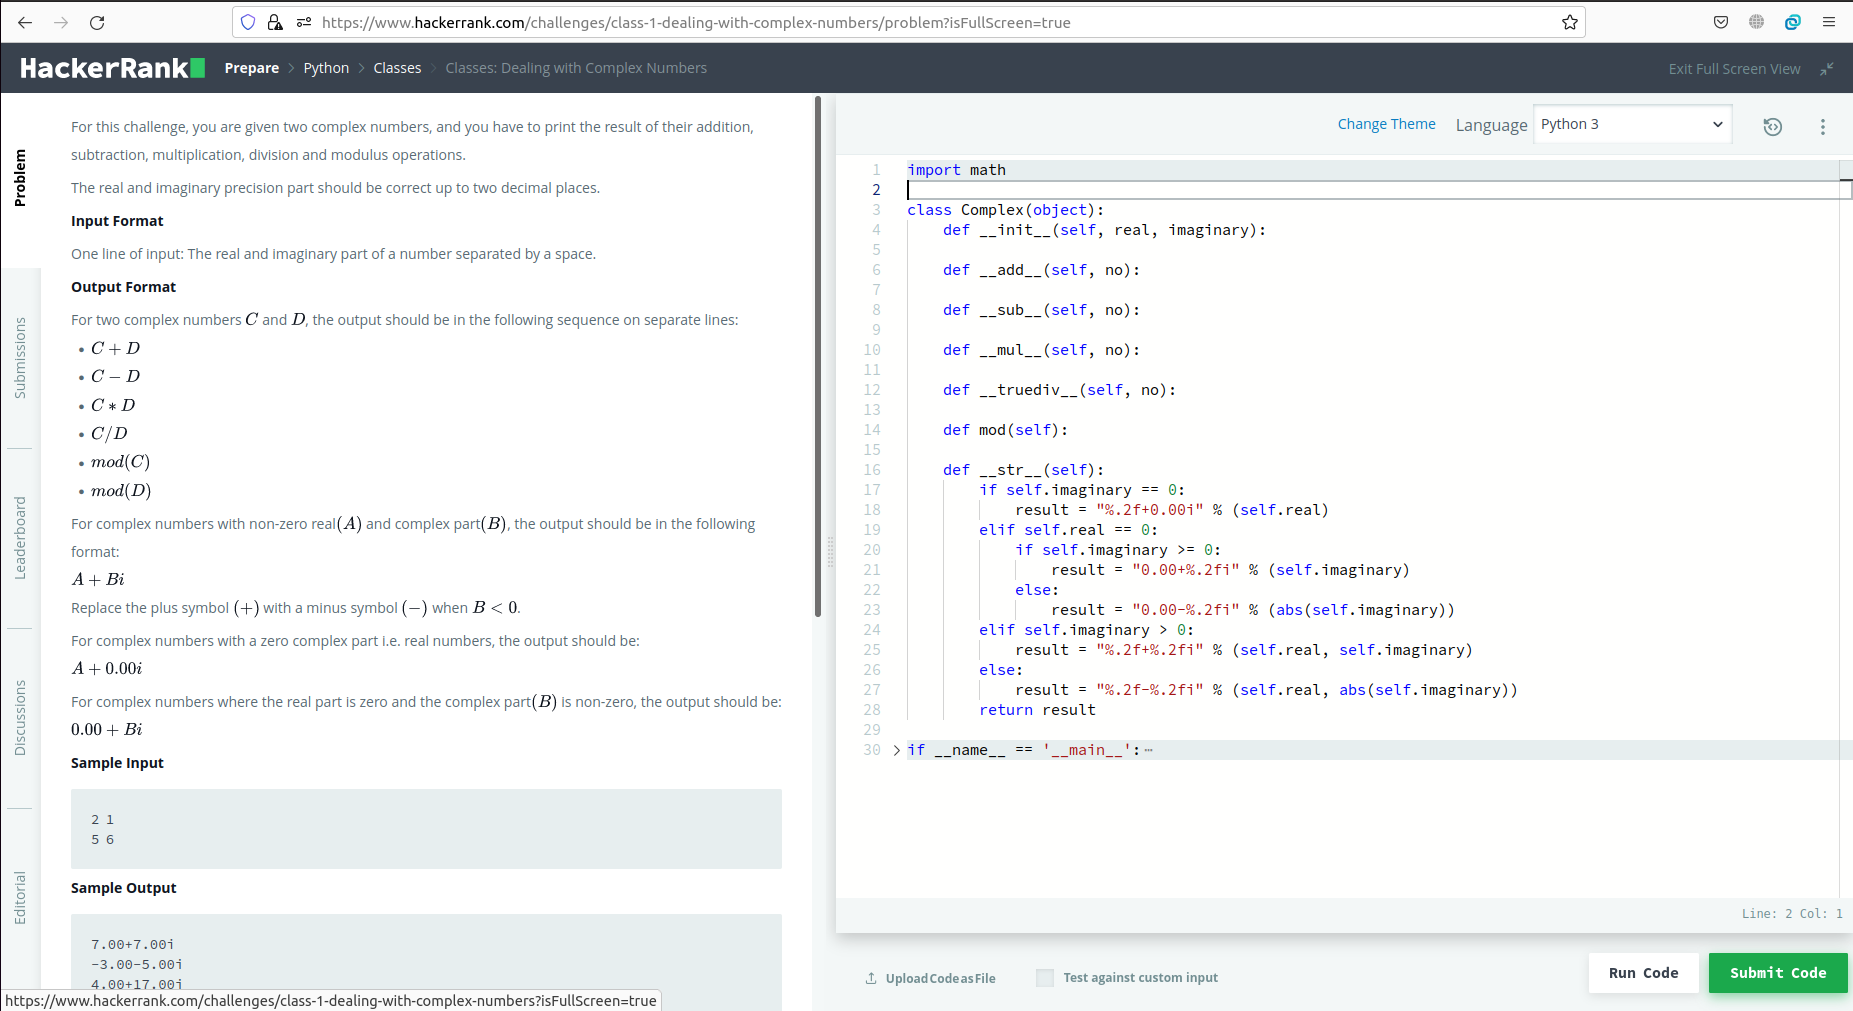 https://www.hackerrank.com/challenges/class-1-dealing-with-complex-numbers/problem?isFullScreen=true
HackerRank
Prepare > Python > Classes > Classes: Dealing with Complex Numbers
Exit Full Screen View
Problem
Submissions
Leaderboard
Discussions
Editorial
For this challenge, you are given two complex numbers, and you have to print the result of their addition,
subtraction, multiplication, division and modulus operations.
The real and imaginary precision part should be correct up to two decimal places.
Input Format
One line of input: The real and imaginary part of a number separated by a space.
Output Format
For two complex numbers C and D, the output should be in the following sequence on separate lines:
• C + D
• C − D
• C * D
• C/D
• mod(C)
• mod(D)
For complex numbers with non-zero real(A) and complex part(B), the output should be in the following
format:
A + Bi
Replace the plus symbol (+) with a minus symbol (−) when B < 0.
For complex numbers with a zero complex part i.e. real numbers, the output should be:
A + 0.00i
For complex numbers where the real part is zero and the complex part(B) is non-zero, the output should be:
0.00 + Bi
Sample Input
2 1
5 6
Sample Output
7.00+7.00i
-3.00-5.00i
4.00+17.00i
https://www.hackerrank.com/challenges/class-1-dealing-with-complex-numbers?isFullScreen=true
Change Theme Language Python 3
1 import math
2
3 class Complex(object):
4     def __init__(self, real, imaginary):
5
6     def __add__(self, no):
7
8     def __sub__(self, no):
9
10     def __mul__(self, no):
11
12     def __truediv__(self, no):
13
14     def mod(self):
15
16     def __str__(self):
17         if self.imaginary == 0:
18             result = "%.2f+0.00i" % (self.real)
19         elif self.real == 0:
20             if self.imaginary >= 0:
21                 result = "0.00+%.2fi" % (self.imaginary)
22             else:
23                 result = "0.00-%.2fi" % (abs(self.imaginary))
24         elif self.imaginary > 0:
25             result = "%.2f+%.2fi" % (self.real, self.imaginary)
26         else:
27             result = "%.2f-%.2fi" % (self.real, abs(self.imaginary))
28         return result
29
30 > if __name__ == '__main__':⋯
Line: 2 Col: 1
Upload Code as File
Test against custom input
Run Code
Submit Code